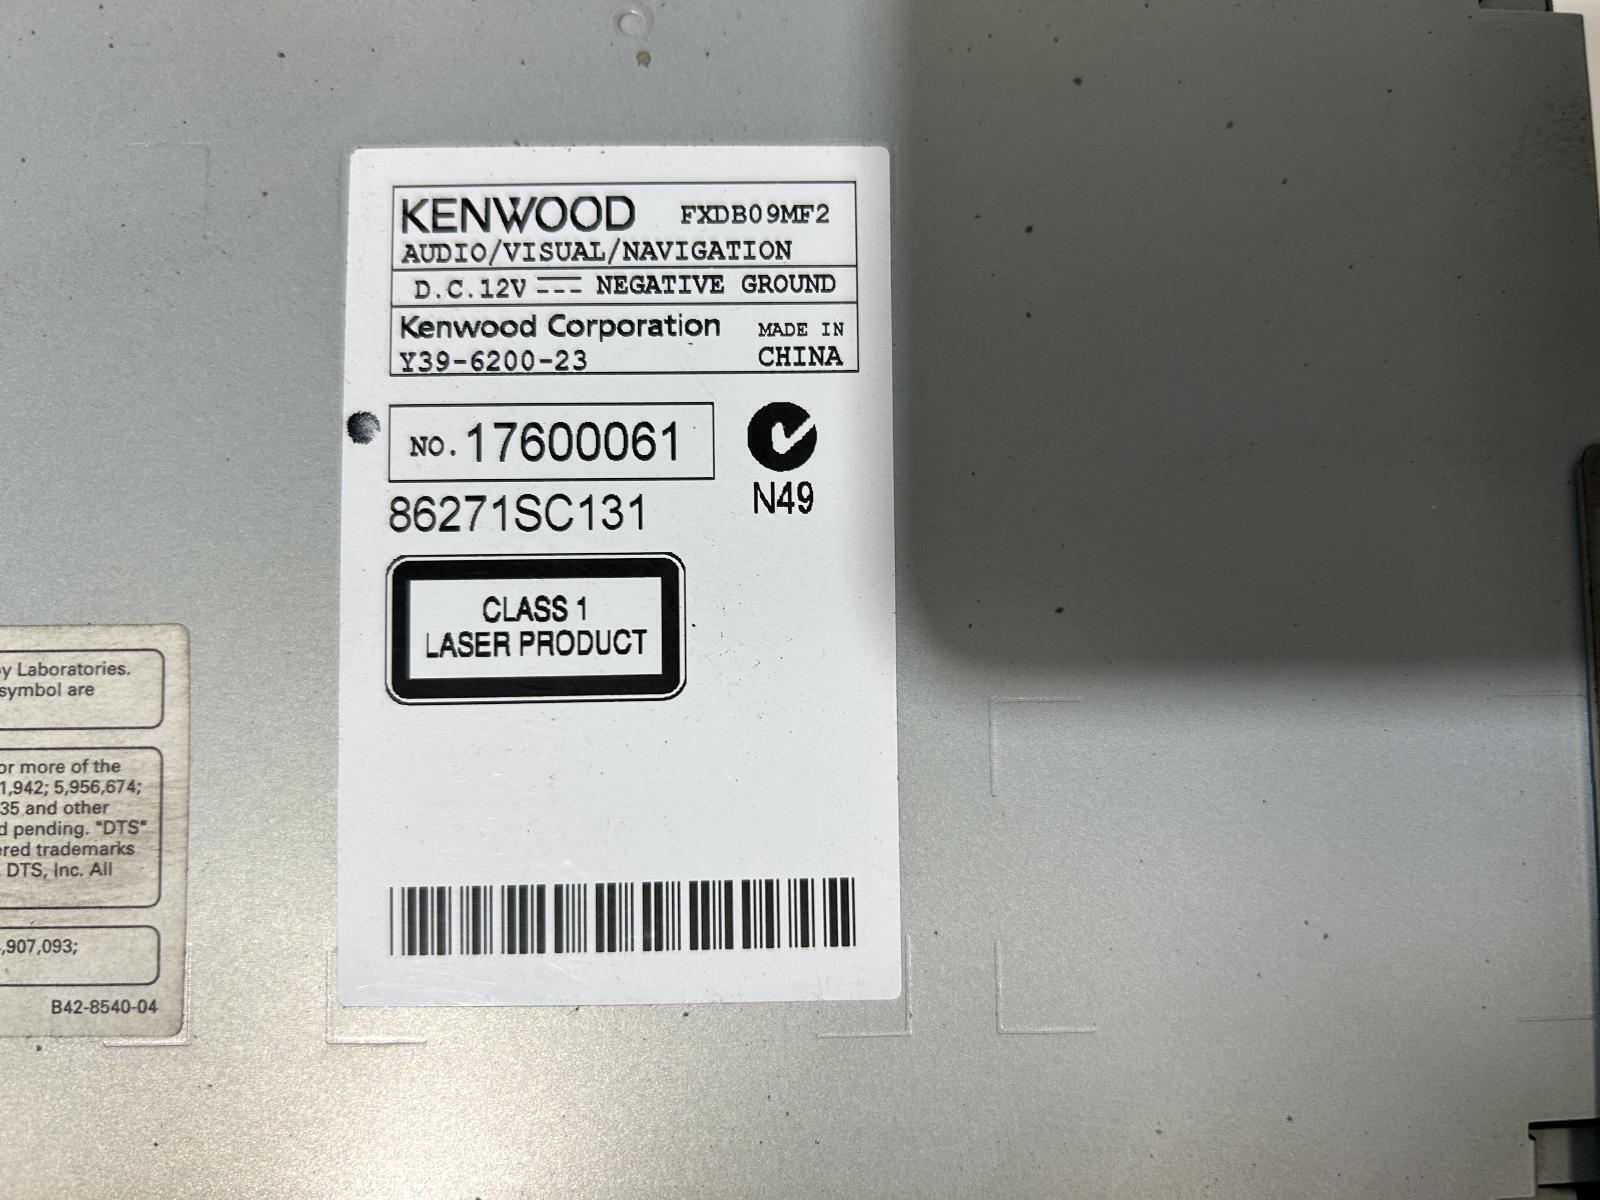 KENWOOD FXDB09MF2
AUDIO/VISUAL/NAVIGATION
D.C.12V NEGATIVE GROUND
Kenwood Corporation MADE IN
Y39-6200-23 CHINA
NO.17600061
N49
86271SC131
CLASS 1
LASER PRODUCT
y Laboratories.
symbol are
or more of the
1,942; 5,956,674;
35 and other
d pending. "DTS"
ered trademarks
DTS, Inc. All
,907,093;
B42-8540-04